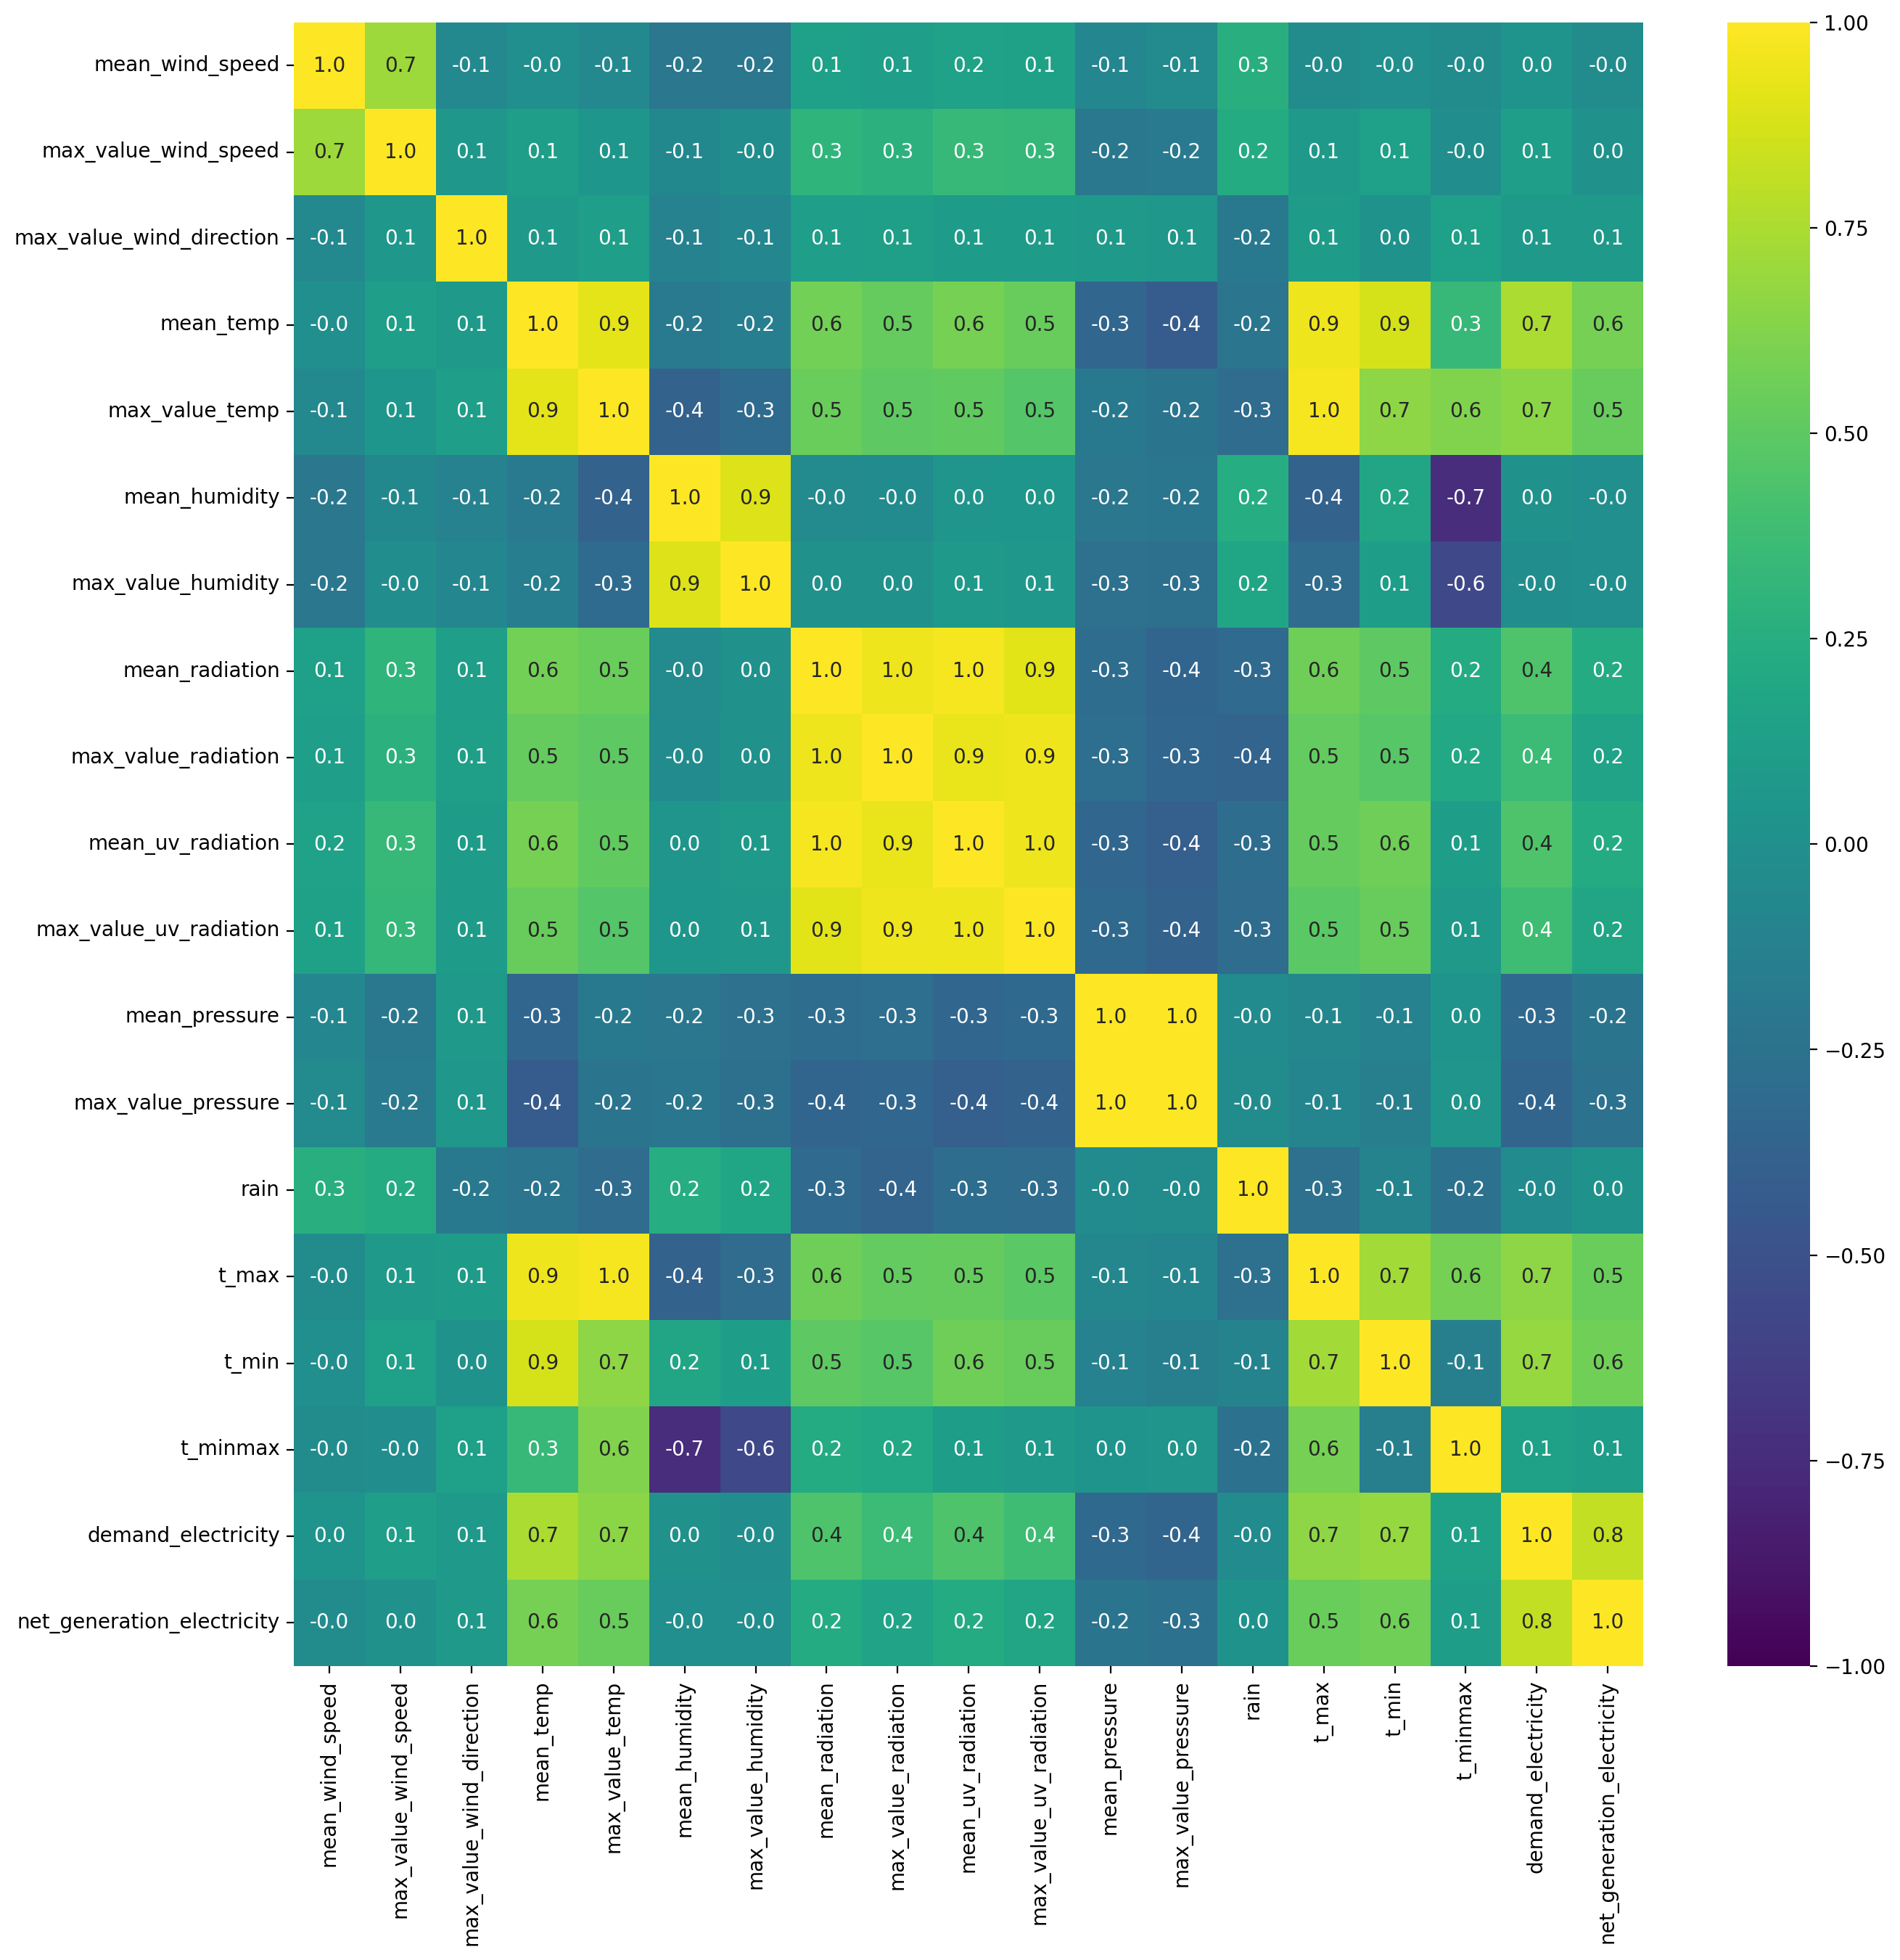 mean_wind_speed 1.0 0.7 -0.1 -0.0 -0.1 -0.2 -0.2 0.1 0.1 0.2 0.1 -0.1 -0.1 0.3 -0.0 -0.0 -0.0 0.0 -0.0
max_value_wind_speed 0.7 1.0 0.1 0.1 0.1 -0.1 -0.0 0.3 0.3 0.3 0.3 -0.2 -0.2 0.2 0.1 0.1 -0.0 0.1 0.0
max_value_wind_direction -0.1 0.1 1.0 0.1 0.1 -0.1 -0.1 0.1 0.1 0.1 0.1 0.1 0.1 -0.2 0.1 0.0 0.1 0.1 0.1
mean_temp -0.0 0.1 0.1 1.0 0.9 -0.2 -0.2 0.6 0.5 0.6 0.5 -0.3 -0.4 -0.2 0.9 0.9 0.3 0.7 0.6
max_value_temp -0.1 0.1 0.1 0.9 1.0 -0.4 -0.3 0.5 0.5 0.5 0.5 -0.2 -0.2 -0.3 1.0 0.7 0.6 0.7 0.5
mean_humidity -0.2 -0.1 -0.1 -0.2 -0.4 1.0 0.9 -0.0 -0.0 0.0 0.0 -0.2 -0.2 0.2 -0.4 0.2 -0.7 0.0 -0.0
max_value_humidity -0.2 -0.0 -0.1 -0.2 -0.3 0.9 1.0 0.0 0.0 0.1 0.1 -0.3 -0.3 0.2 -0.3 0.1 -0.6 -0.0 -0.0
mean_radiation 0.1 0.3 0.1 0.6 0.5 -0.0 0.0 1.0 1.0 1.0 0.9 -0.3 -0.4 -0.3 0.6 0.5 0.2 0.4 0.2
max_value_radiation 0.1 0.3 0.1 0.5 0.5 -0.0 0.0 1.0 1.0 0.9 0.9 -0.3 -0.3 -0.4 0.5 0.5 0.2 0.4 0.2
mean_uv_radiation 0.2 0.3 0.1 0.6 0.5 0.0 0.1 1.0 0.9 1.0 1.0 -0.3 -0.4 -0.3 0.5 0.6 0.1 0.4 0.2
max_value_uv_radiation 0.1 0.3 0.1 0.5 0.5 0.0 0.1 0.9 0.9 1.0 1.0 -0.3 -0.4 -0.3 0.5 0.5 0.1 0.4 0.2
mean_pressure -0.1 -0.2 0.1 -0.3 -0.2 -0.2 -0.3 -0.3 -0.3 -0.3 -0.3 1.0 1.0 -0.0 -0.1 -0.1 0.0 -0.3 -0.2
max_value_pressure -0.1 -0.2 0.1 -0.4 -0.2 -0.2 -0.3 -0.4 -0.3 -0.4 -0.4 1.0 1.0 -0.0 -0.1 -0.1 0.0 -0.4 -0.3
rain 0.3 0.2 -0.2 -0.2 -0.3 0.2 0.2 -0.3 -0.4 -0.3 -0.3 -0.0 -0.0 1.0 -0.3 -0.1 -0.2 -0.0 0.0
t_max -0.0 0.1 0.1 0.9 1.0 -0.4 -0.3 0.6 0.5 0.5 0.5 -0.1 -0.1 -0.3 1.0 0.7 0.6 0.7 0.5
t_min -0.0 0.1 0.0 0.9 0.7 0.2 0.1 0.5 0.5 0.6 0.5 -0.1 -0.1 -0.1 0.7 1.0 -0.1 0.7 0.6
t_minmax -0.0 -0.0 0.1 0.3 0.6 -0.7 -0.6 0.2 0.2 0.1 0.1 0.0 0.0 -0.2 0.6 -0.1 1.0 0.1 0.1
demand_electricity 0.0 0.1 0.1 0.7 0.7 0.0 -0.0 0.4 0.4 0.4 0.4 -0.3 -0.4 -0.0 0.7 0.7 0.1 1.0 0.8
net_generation_electricity -0.0 0.0 0.1 0.6 0.5 -0.0 -0.0 0.2 0.2 0.2 0.2 -0.2 -0.3 0.0 0.5 0.6 0.1 0.8 1.0
mean_wind_speed
max_value_wind_speed
max_value_wind_direction
mean_temp
max_value_temp
mean_humidity
max_value_humidity
mean_radiation
max_value_radiation
mean_uv_radiation
max_value_uv_radiation
mean_pressure
max_value_pressure
rain
t_max
t_min
t_minmax
demand_electricity
net_generation_electricity
1.00
0.75
0.50
0.25
0.00
−0.25
−0.50
−0.75
−1.00